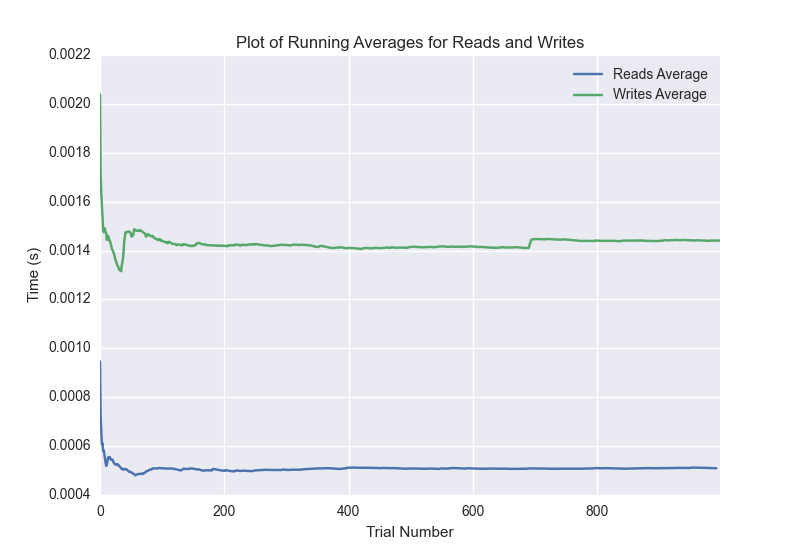 Plot of Running Averages for Reads and Writes
0.0022
0.0020
0.0018
0.0016
0.0014
0.0012
0.0010
0.0008
0.0006
0.0004
Time (s)
Reads Average
Writes Average
0 200 400 600 800
Trial Number